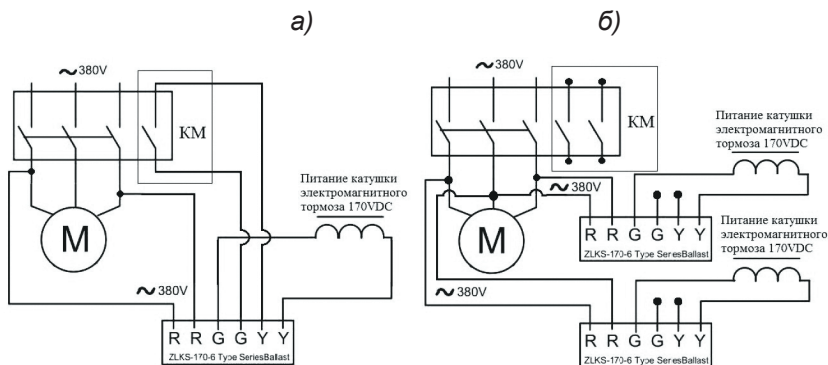 а)
б)
~380V
КМ
Питание катушки
электромагнитного
тормоза 170VDC
М
~380V
R R G G Y Y
ZLKS-170-6 Type SeriesBallast
~380V
КМ
Питание катушки
электромагнитного
тормоза 170VDC
~380V
М
R R G G Y Y
ZLKS-170-6 Type SeriesBallast
Питание катушки
электромагнитного
тормоза 170VDC
~380V
R R G G Y Y
ZLKS-170-6 Type SeriesBallast